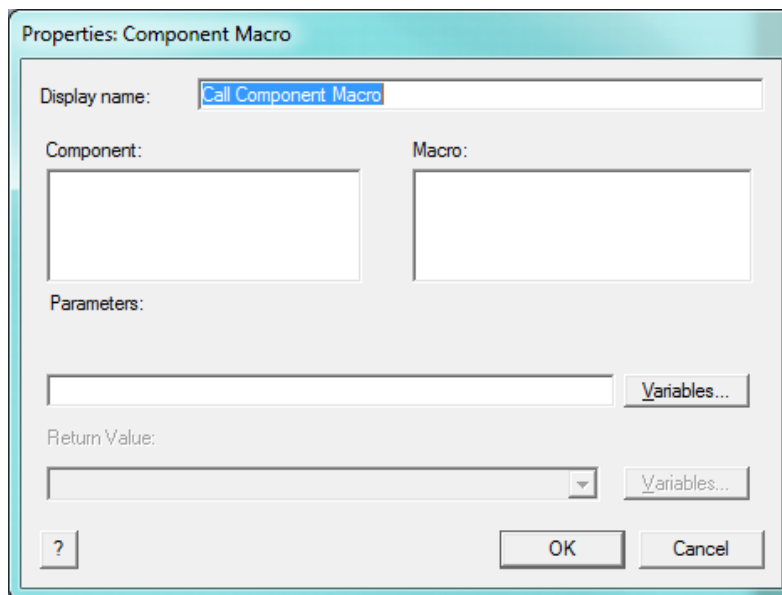 Properties: Component Macro
Display name: Call Component Macro
Component: Macro:
Parameters:
Variables...
Return Value:
Variables...
? OK Cancel